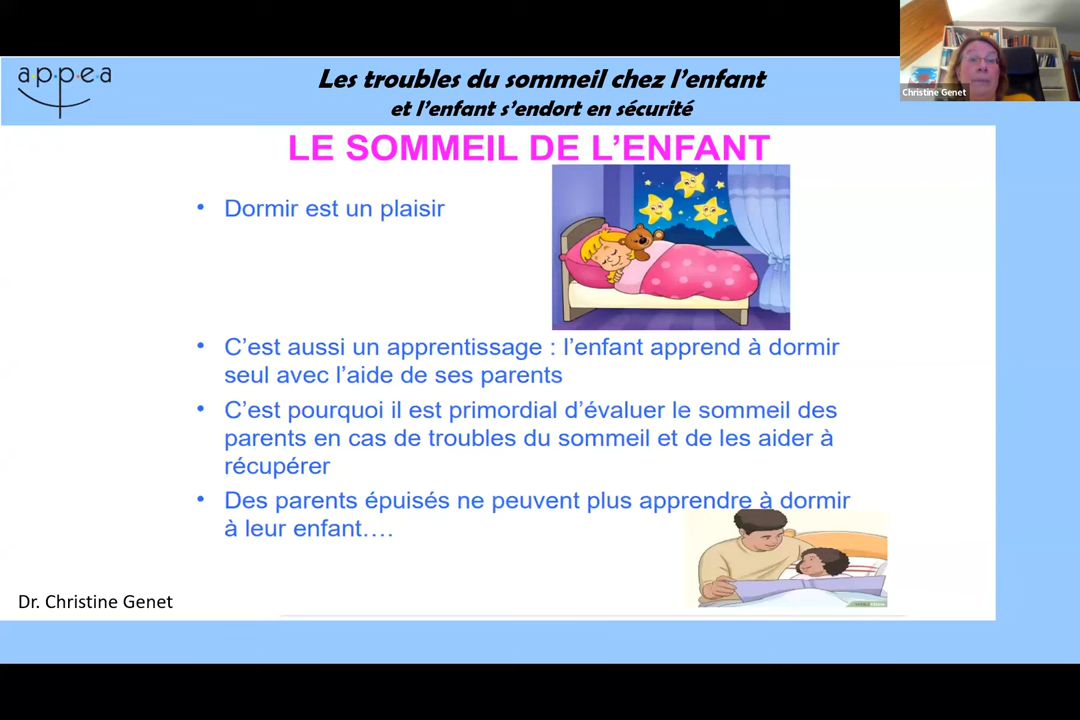 appea
Les troubles du sommeil chez l'enfant
et l'enfant s'endort en sécurité
Christine Genet
LE SOMMEIL DE L'ENFANT
• Dormir est un plaisir
• C'est aussi un apprentissage : l'enfant apprend à dormir
seul avec l'aide de ses parents
• C'est pourquoi il est primordial d'évaluer le sommeil des
parents en cas de troubles du sommeil et de les aider à
récupérer
• Des parents épuisés ne peuvent plus apprendre à dormir
à leur enfant….
Dr. Christine Genet